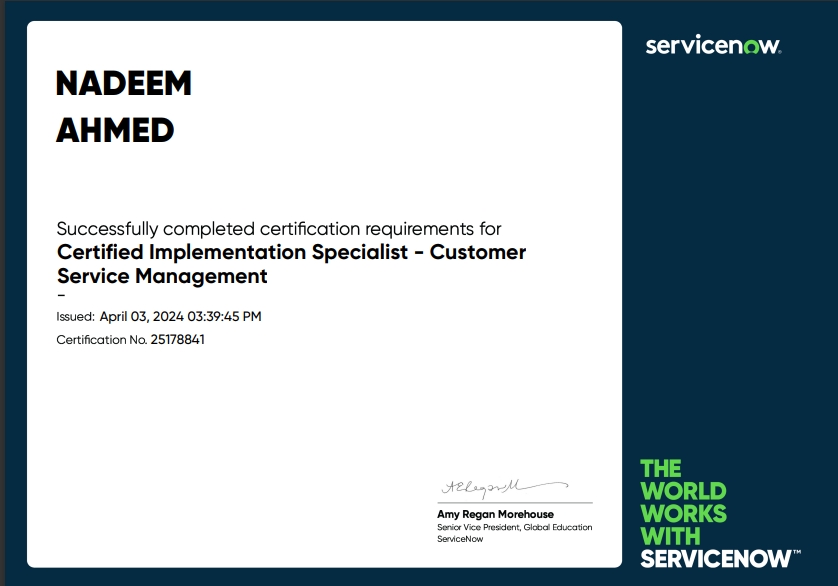 servicenow.
NADEEM
AHMED
Successfully completed certification requirements for
Certified Implementation Specialist - Customer
Service Management
–
Issued: April 03, 2024 03:39:45 PM
Certification No. 25178841
Amy Regan Morehouse
Senior Vice President, Global Education
ServiceNow
THE
WORLD
WORKS
WITH
SERVICENOW™